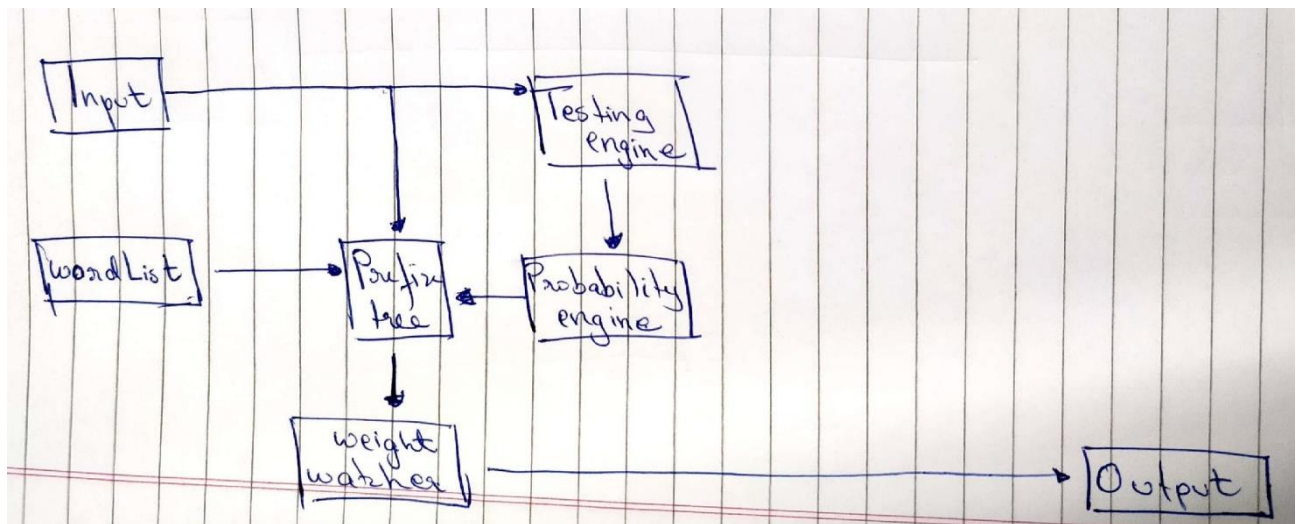 Input
Testing
engine
wordList
Prefix
tree
Probability
engine
weight
watcher
Output